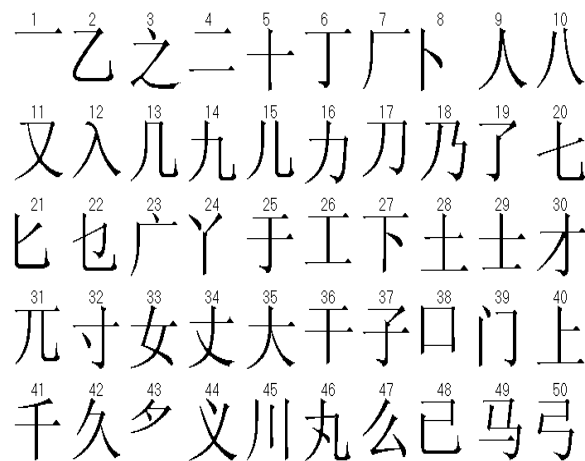 1 2 3 4 5 6 7 8 9 10
一 乙 之 二 十 丁 厂 卜 人 八
11 12 13 14 15 16 17 18 19 20
又 入 几 九 儿 力 刀 乃 了 七
21 22 23 24 25 26 27 28 29 30
匕 乜 广 丫 于 工 下 土 士 才
31 32 33 34 35 36 37 38 39 40
兀 寸 女 丈 大 干 子 口 门 上
41 42 43 44 45 46 47 48 49 50
千 久 夕 义 川 丸 么 己 马 弓